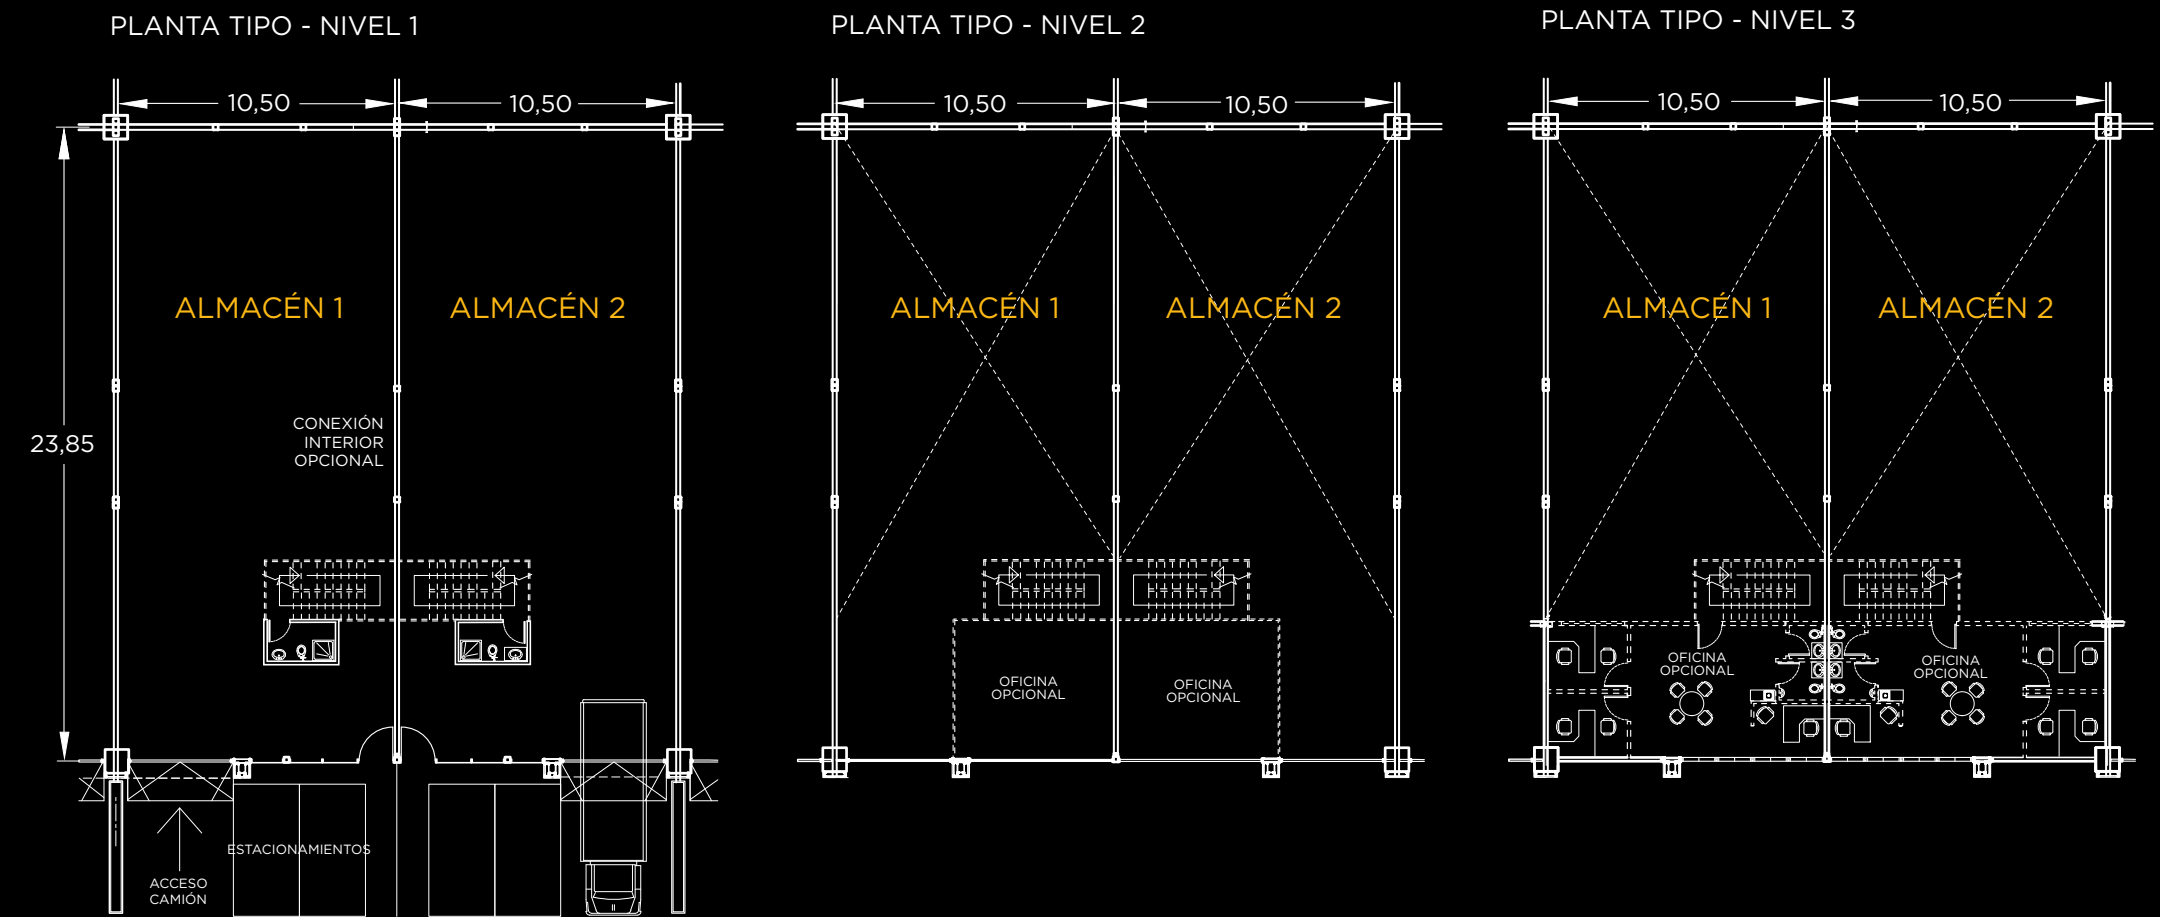 PLANTA TIPO - NIVEL 1
10,50
10,50
23,85
ALMACÉN 1
ALMACÉN 2
CONEXIÓN
INTERIOR
OPCIONAL
ESTACIONAMIENTOS
ACCESO
CAMIÓN
PLANTA TIPO - NIVEL 2
10,50
10,50
ALMACÉN 1
ALMACÉN 2
OFICINA
OPCIONAL
OFICINA
OPCIONAL
PLANTA TIPO - NIVEL 3
10,50
10,50
ALMACÉN 1
ALMACÉN 2
OFICINA
OPCIONAL
OFICINA
OPCIONAL